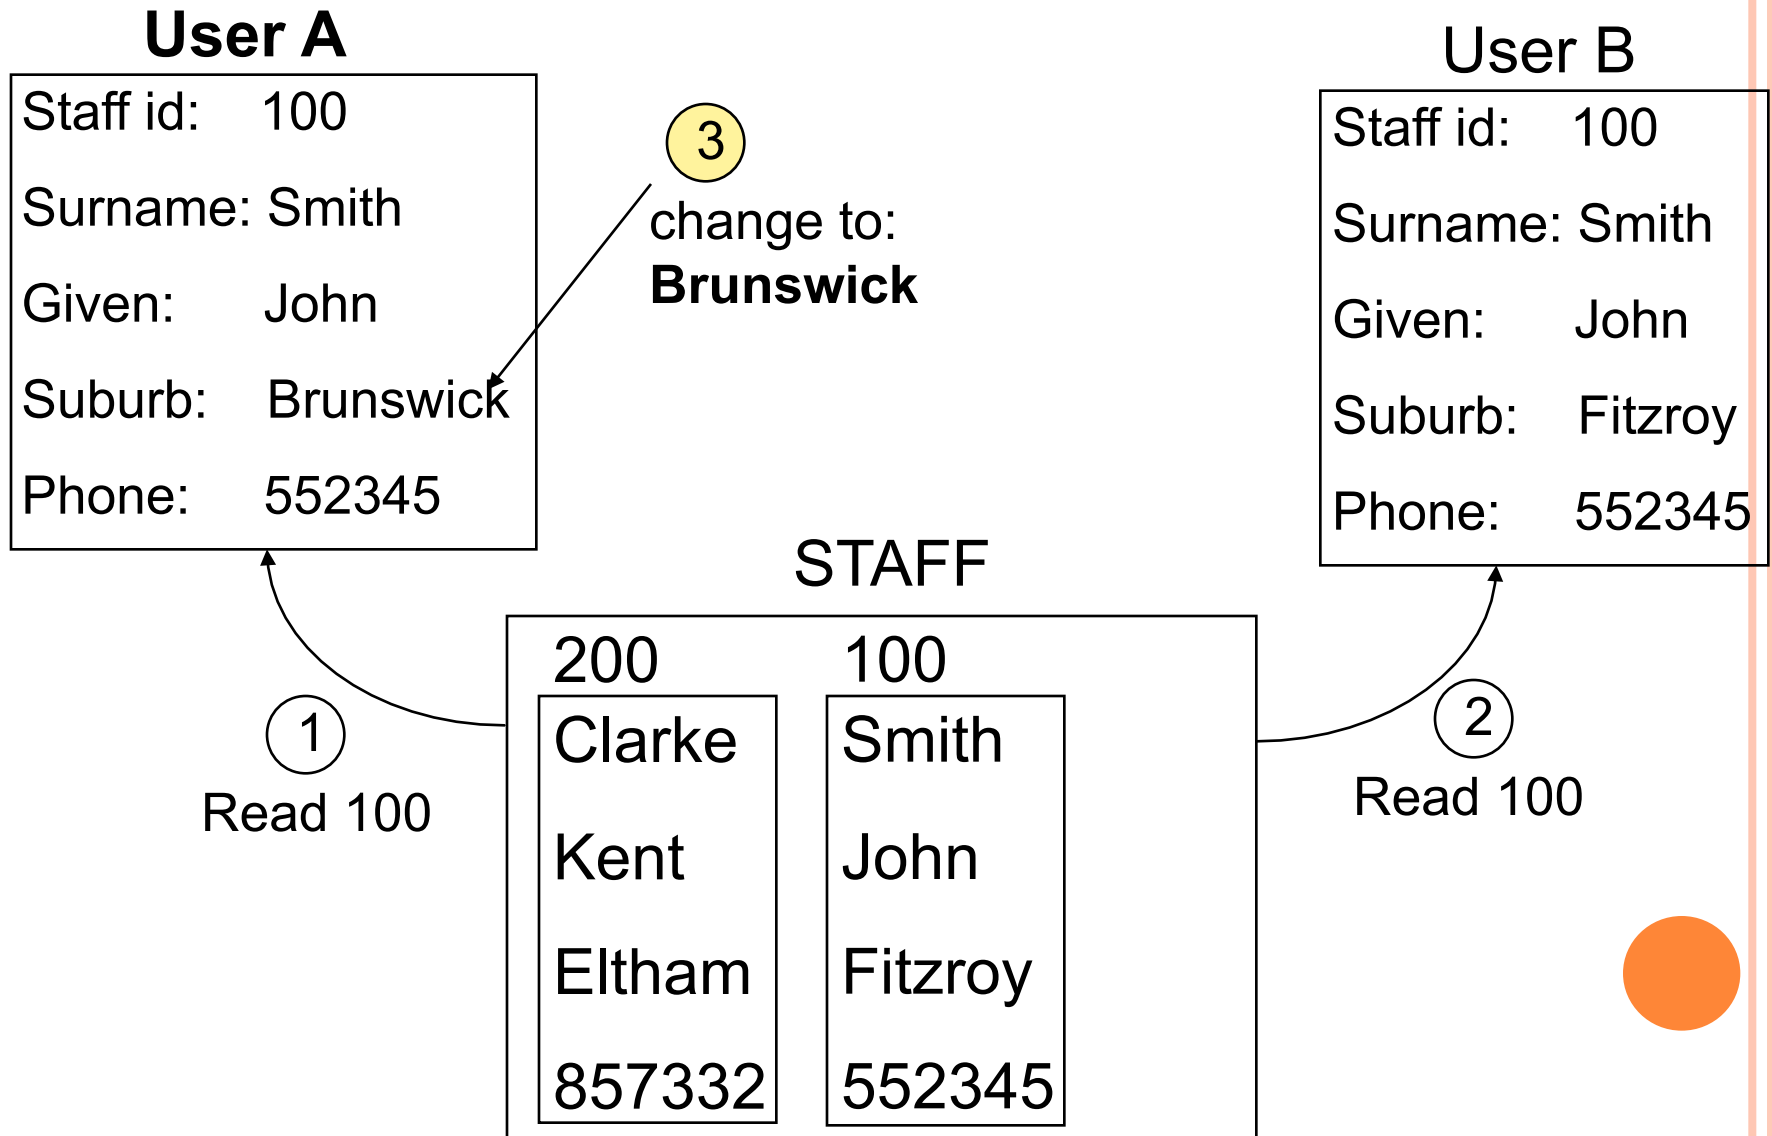 User A
Staff id: 100
Surname: Smith
Given: John
Suburb: Brunswick
Phone: 552345
3
change to:
Brunswick
User B
Staff id: 100
Surname: Smith
Given: John
Suburb: Fitzroy
Phone: 552345
1
Read 100
2
Read 100
STAFF
200 100
Clarke Smith
Kent John
Eltham Fitzroy
857332 552345